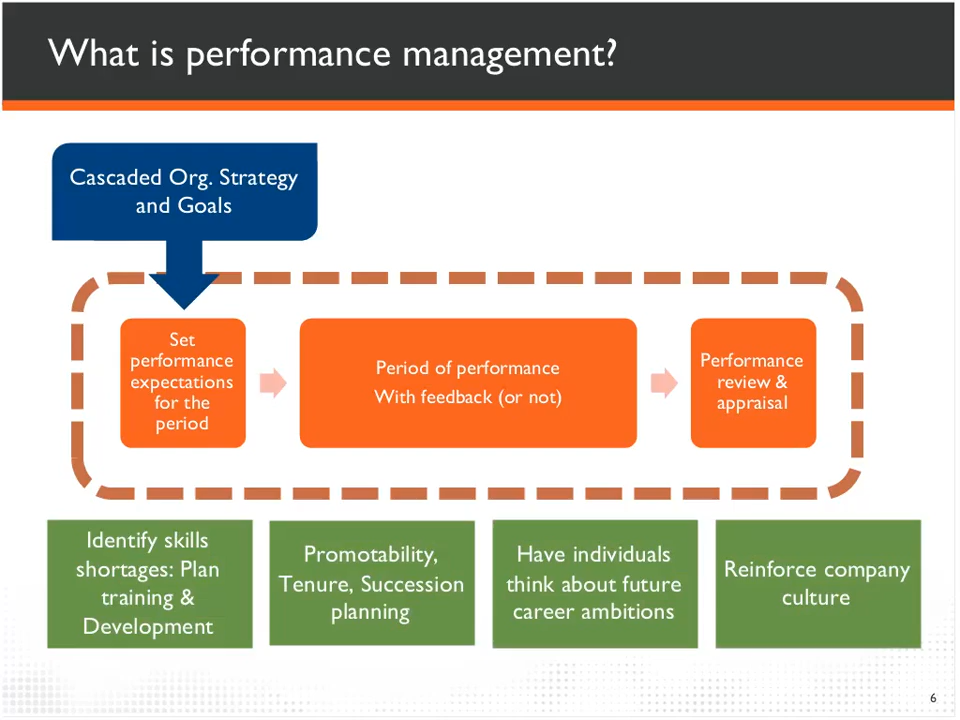 What is performance management?
Cascaded Org. Strategy
and Goals
Set
performance
expectations
for the
period
Period of performance
With feedback (or not)
Performance
review &
appraisal
Identify skills
shortages: Plan
training &
Development
Promotability,
Tenure, Succession
planning
Have individuals
think about future
career ambitions
Reinforce company
culture
6